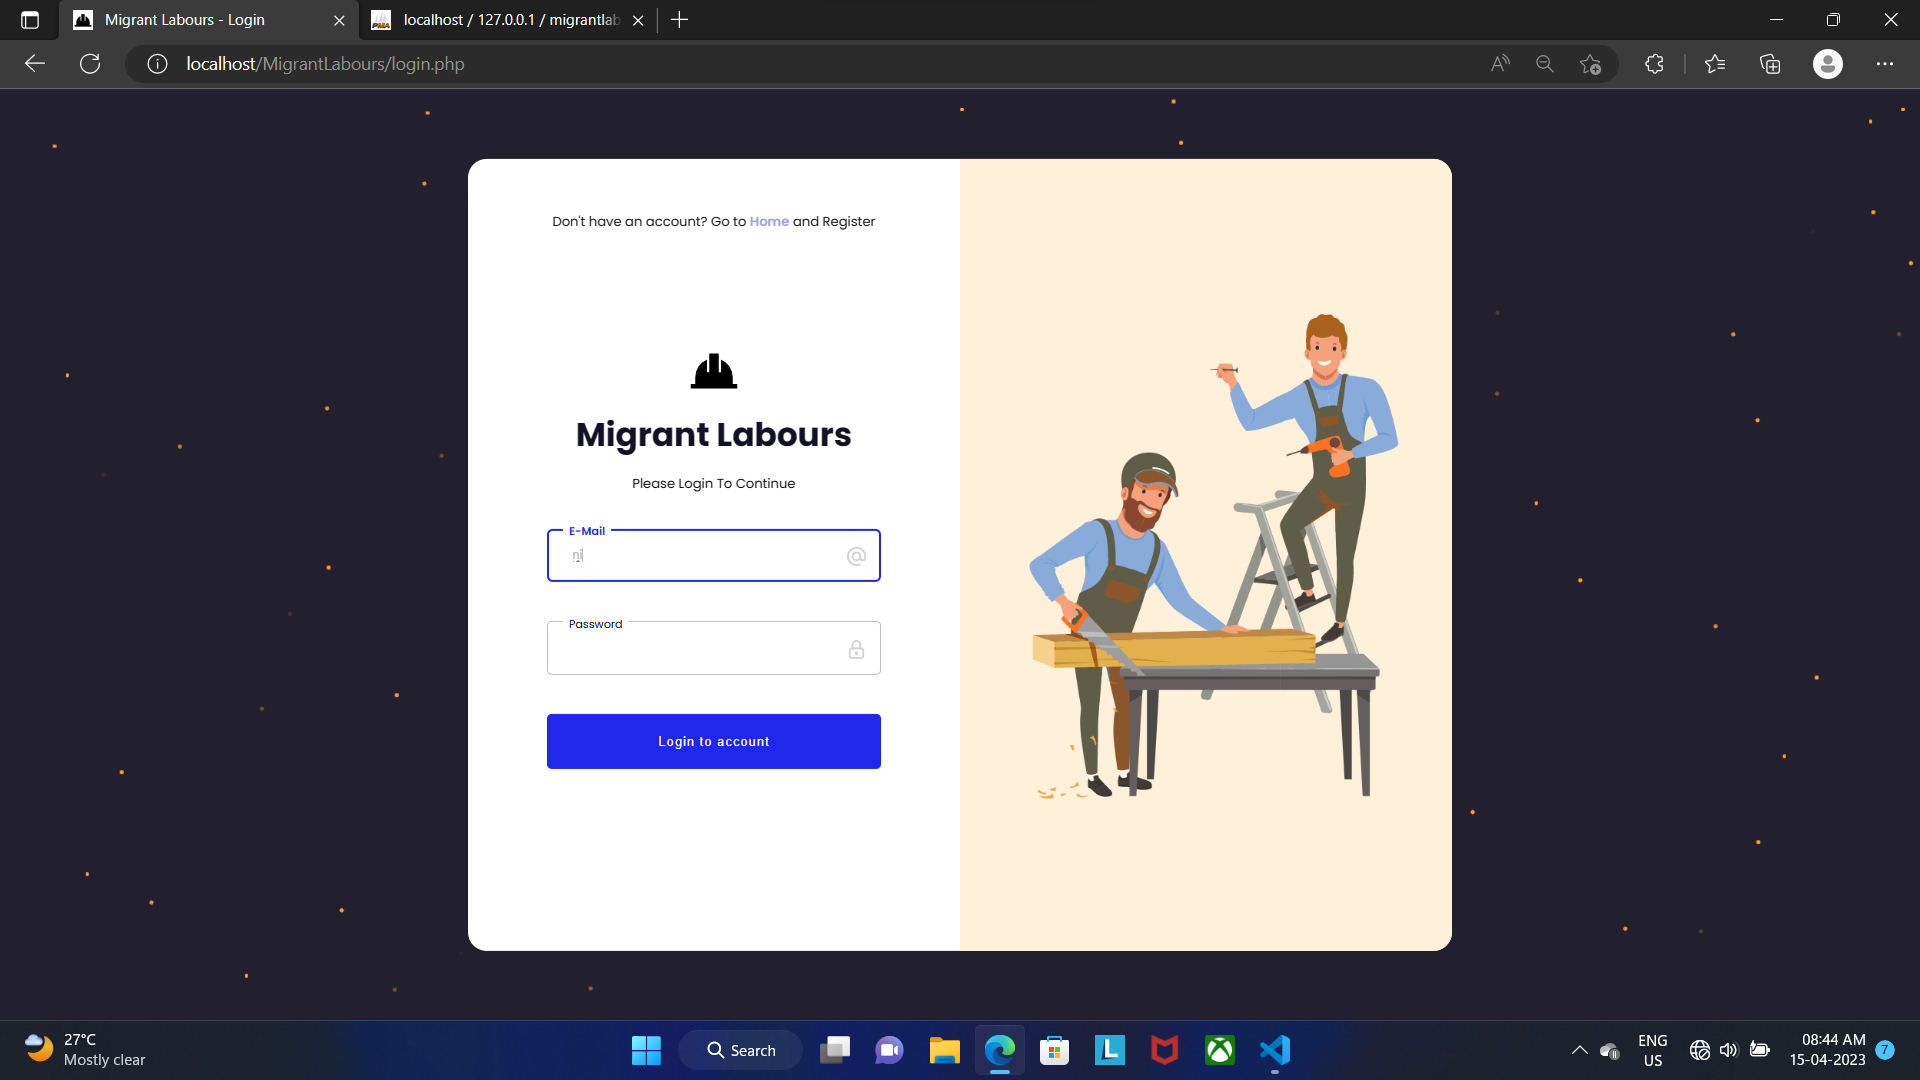 Migrant Labours - Login
localhost / 127.0.0.1 / migrantlab
localhost/MigrantLabours/login.php
Don't have an account? Go to Home and Register
Migrant Labours
Please Login To Continue
E-Mail
ni
Password
Login to account
27°C
Mostly clear
Search
ENG
US
08:44 AM
15-04-2023
7